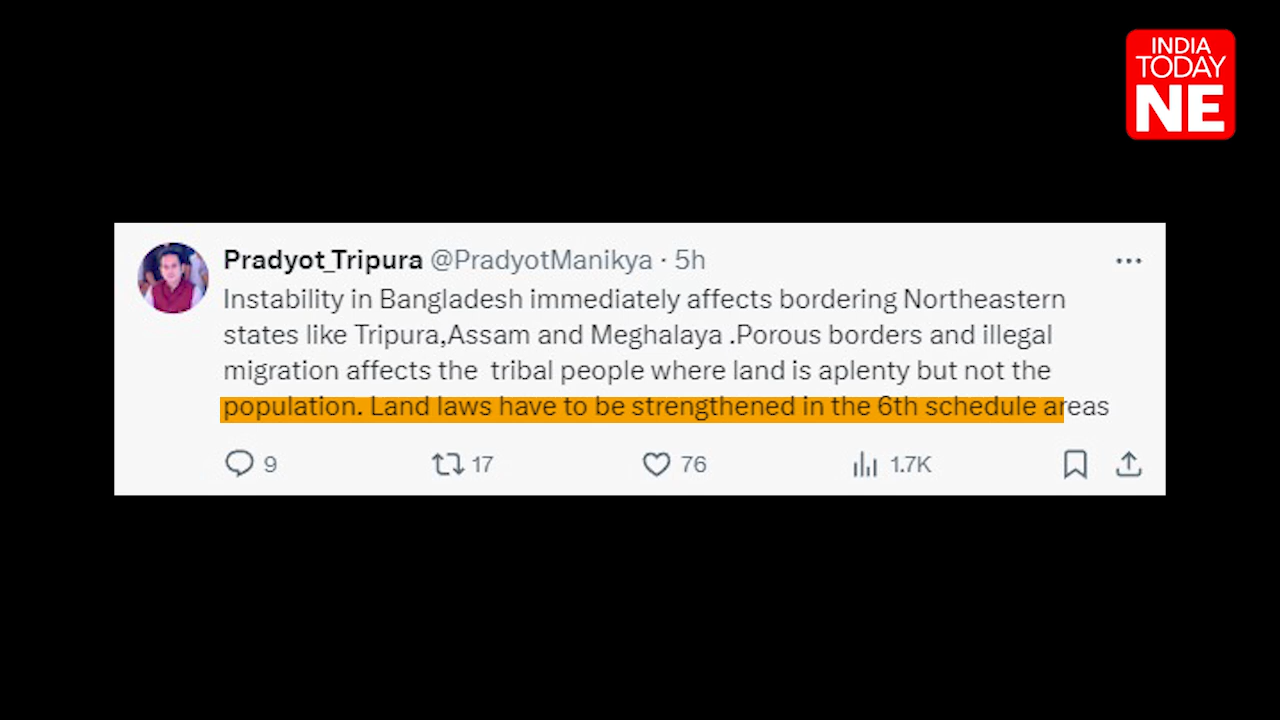 INDIA
TODAY
NE
Pradyot_Tripura @PradyotManikya · 5h
Instability in Bangladesh immediately affects bordering Northeastern
states like Tripura,Assam and Meghalaya .Porous borders and illegal
migration affects the  tribal people where land is aplenty but not the
population. Land laws have to be strengthened in the 6th schedule areas
9 17 76 1.7K